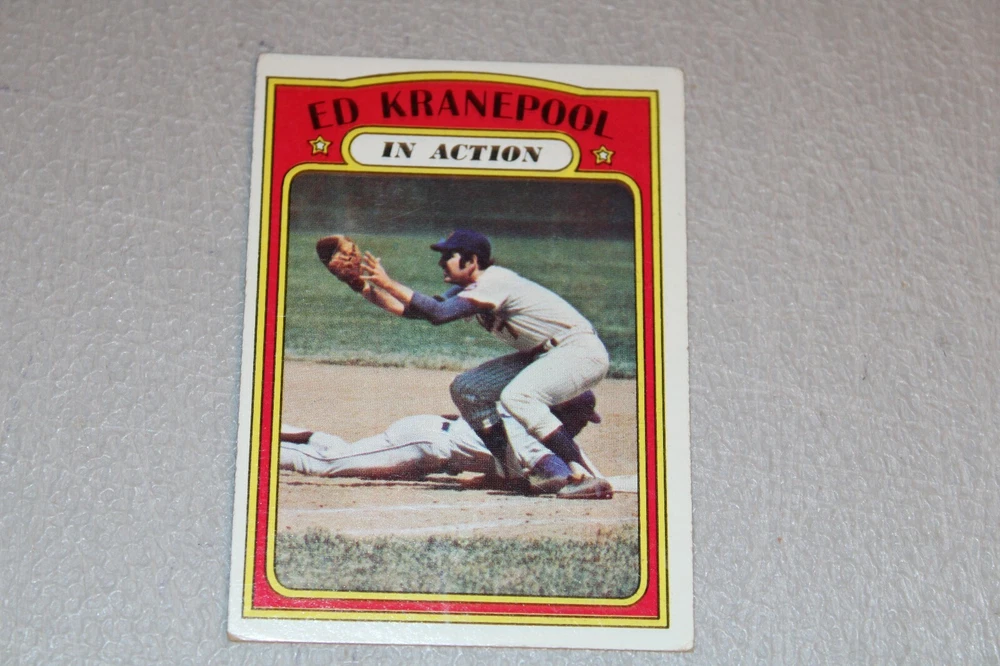 ED KRANEPOOL
IN ACTION